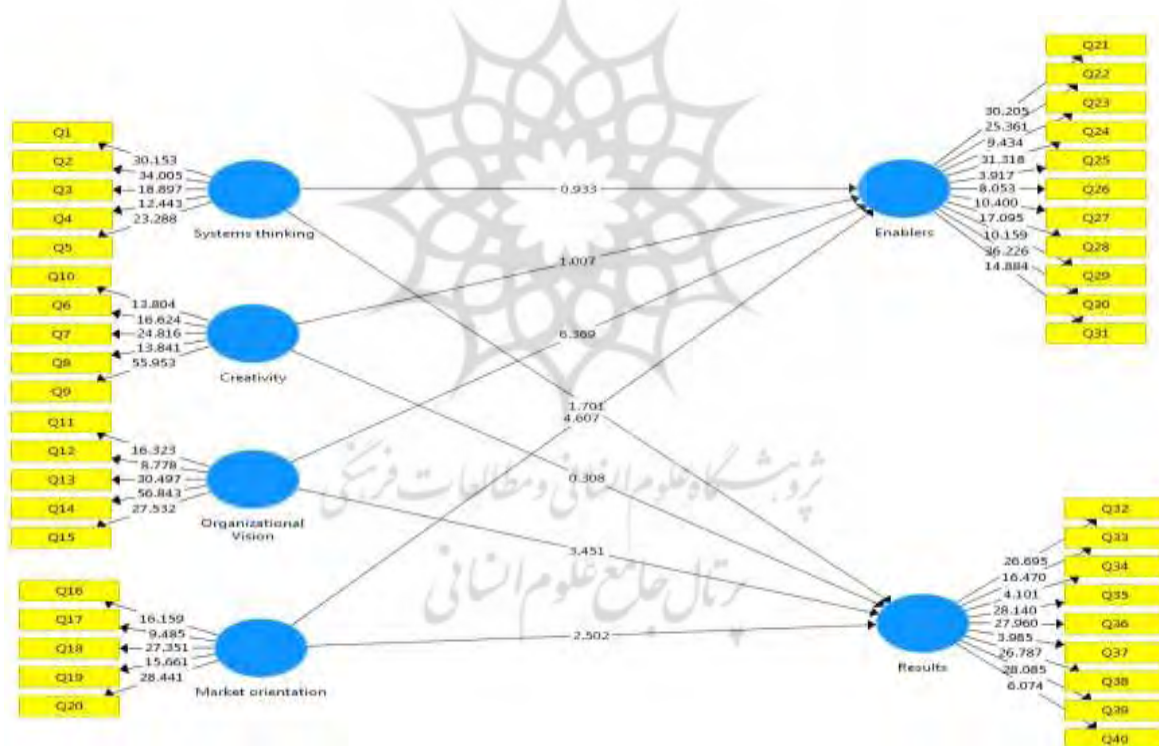 Q1
Q2
Q3
Q4
Q5
30.153
34.005
18.897
12.443
23.288
Systems thinking
Q10
Q6
Q7
Q8
Q9
13.804
16.624
24.816
13.841
55.953
Creativity
Q11
Q12
Q13
Q14
Q15
16.323
8.778
30.497
56.843
27.532
Organizational
Vision
Q16
Q17
Q18
Q19
Q20
16.159
9.485
27.351
15.661
28.441
Market orientation
0.933
1.007
6.369
1.701
4.607
0.308
3.451
2.502
پژوهشگاه علوم انسانی و مطالعات فرهنگی
پرتال جامع علوم انسانی
Enablers
30.205
25.361
9.434
31.318
3.917
8.053
10.400
17.095
10.159
36.226
14.884
Q21
Q22
Q23
Q24
Q25
Q26
Q27
Q28
Q29
Q30
Q31
Results
26.695
16.470
4.101
28.140
27.960
3.985
26.787
28.085
6.074
Q32
Q33
Q34
Q35
Q36
Q37
Q38
Q39
Q40